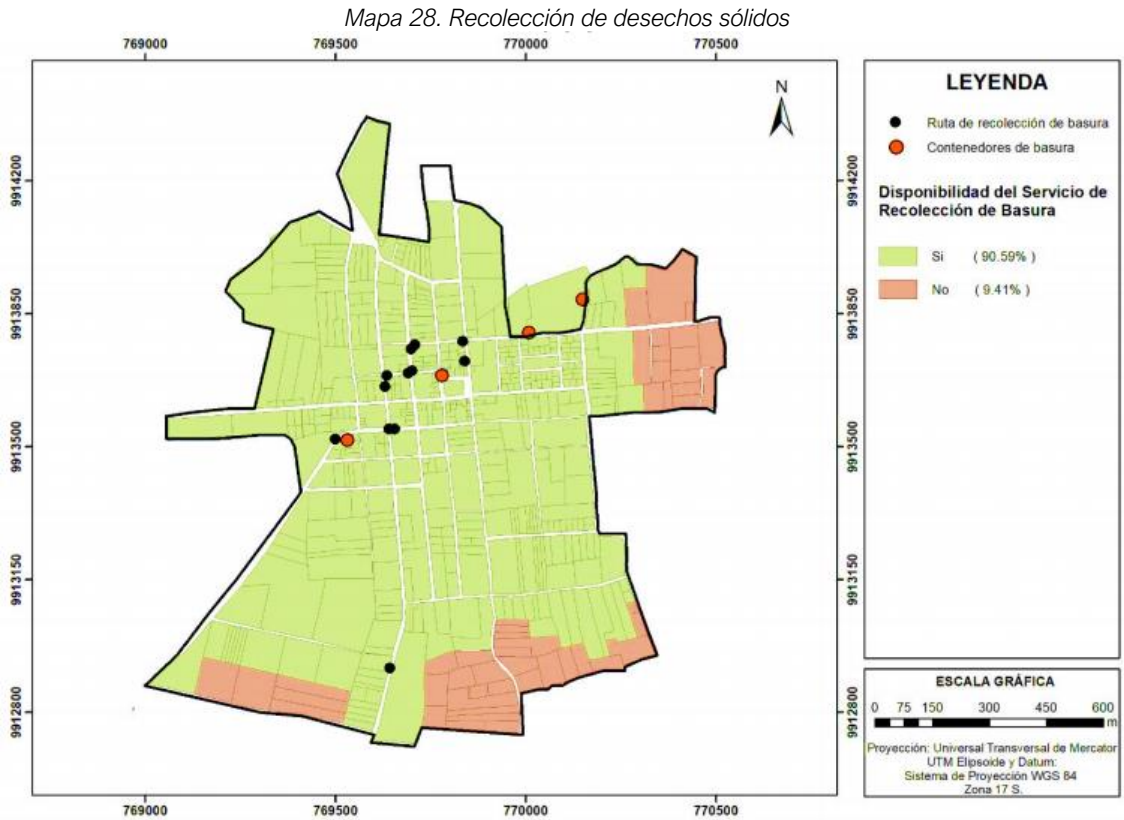 Mapa 28. Recolección de desechos sólidos
769000 769500 770000 770500
N
9914200 9914200
9913850 9913850
9913500 9913500
9913150 9913150
9912800 9912800
769000 769500 770000 770500
LEYENDA
Ruta de recolección de basura
Contenedores de basura
Disponibilidad del Servicio de
Recolección de Basura
Si ( 90.59% )
No ( 9.41% )
ESCALA GRÁFICA
0 75 150 300 450 600
m
Proyección: Universal Transversal de Mercator
UTM Elipsoide y Datum:
Sistema de Proyección WGS 84
Zona 17 S.